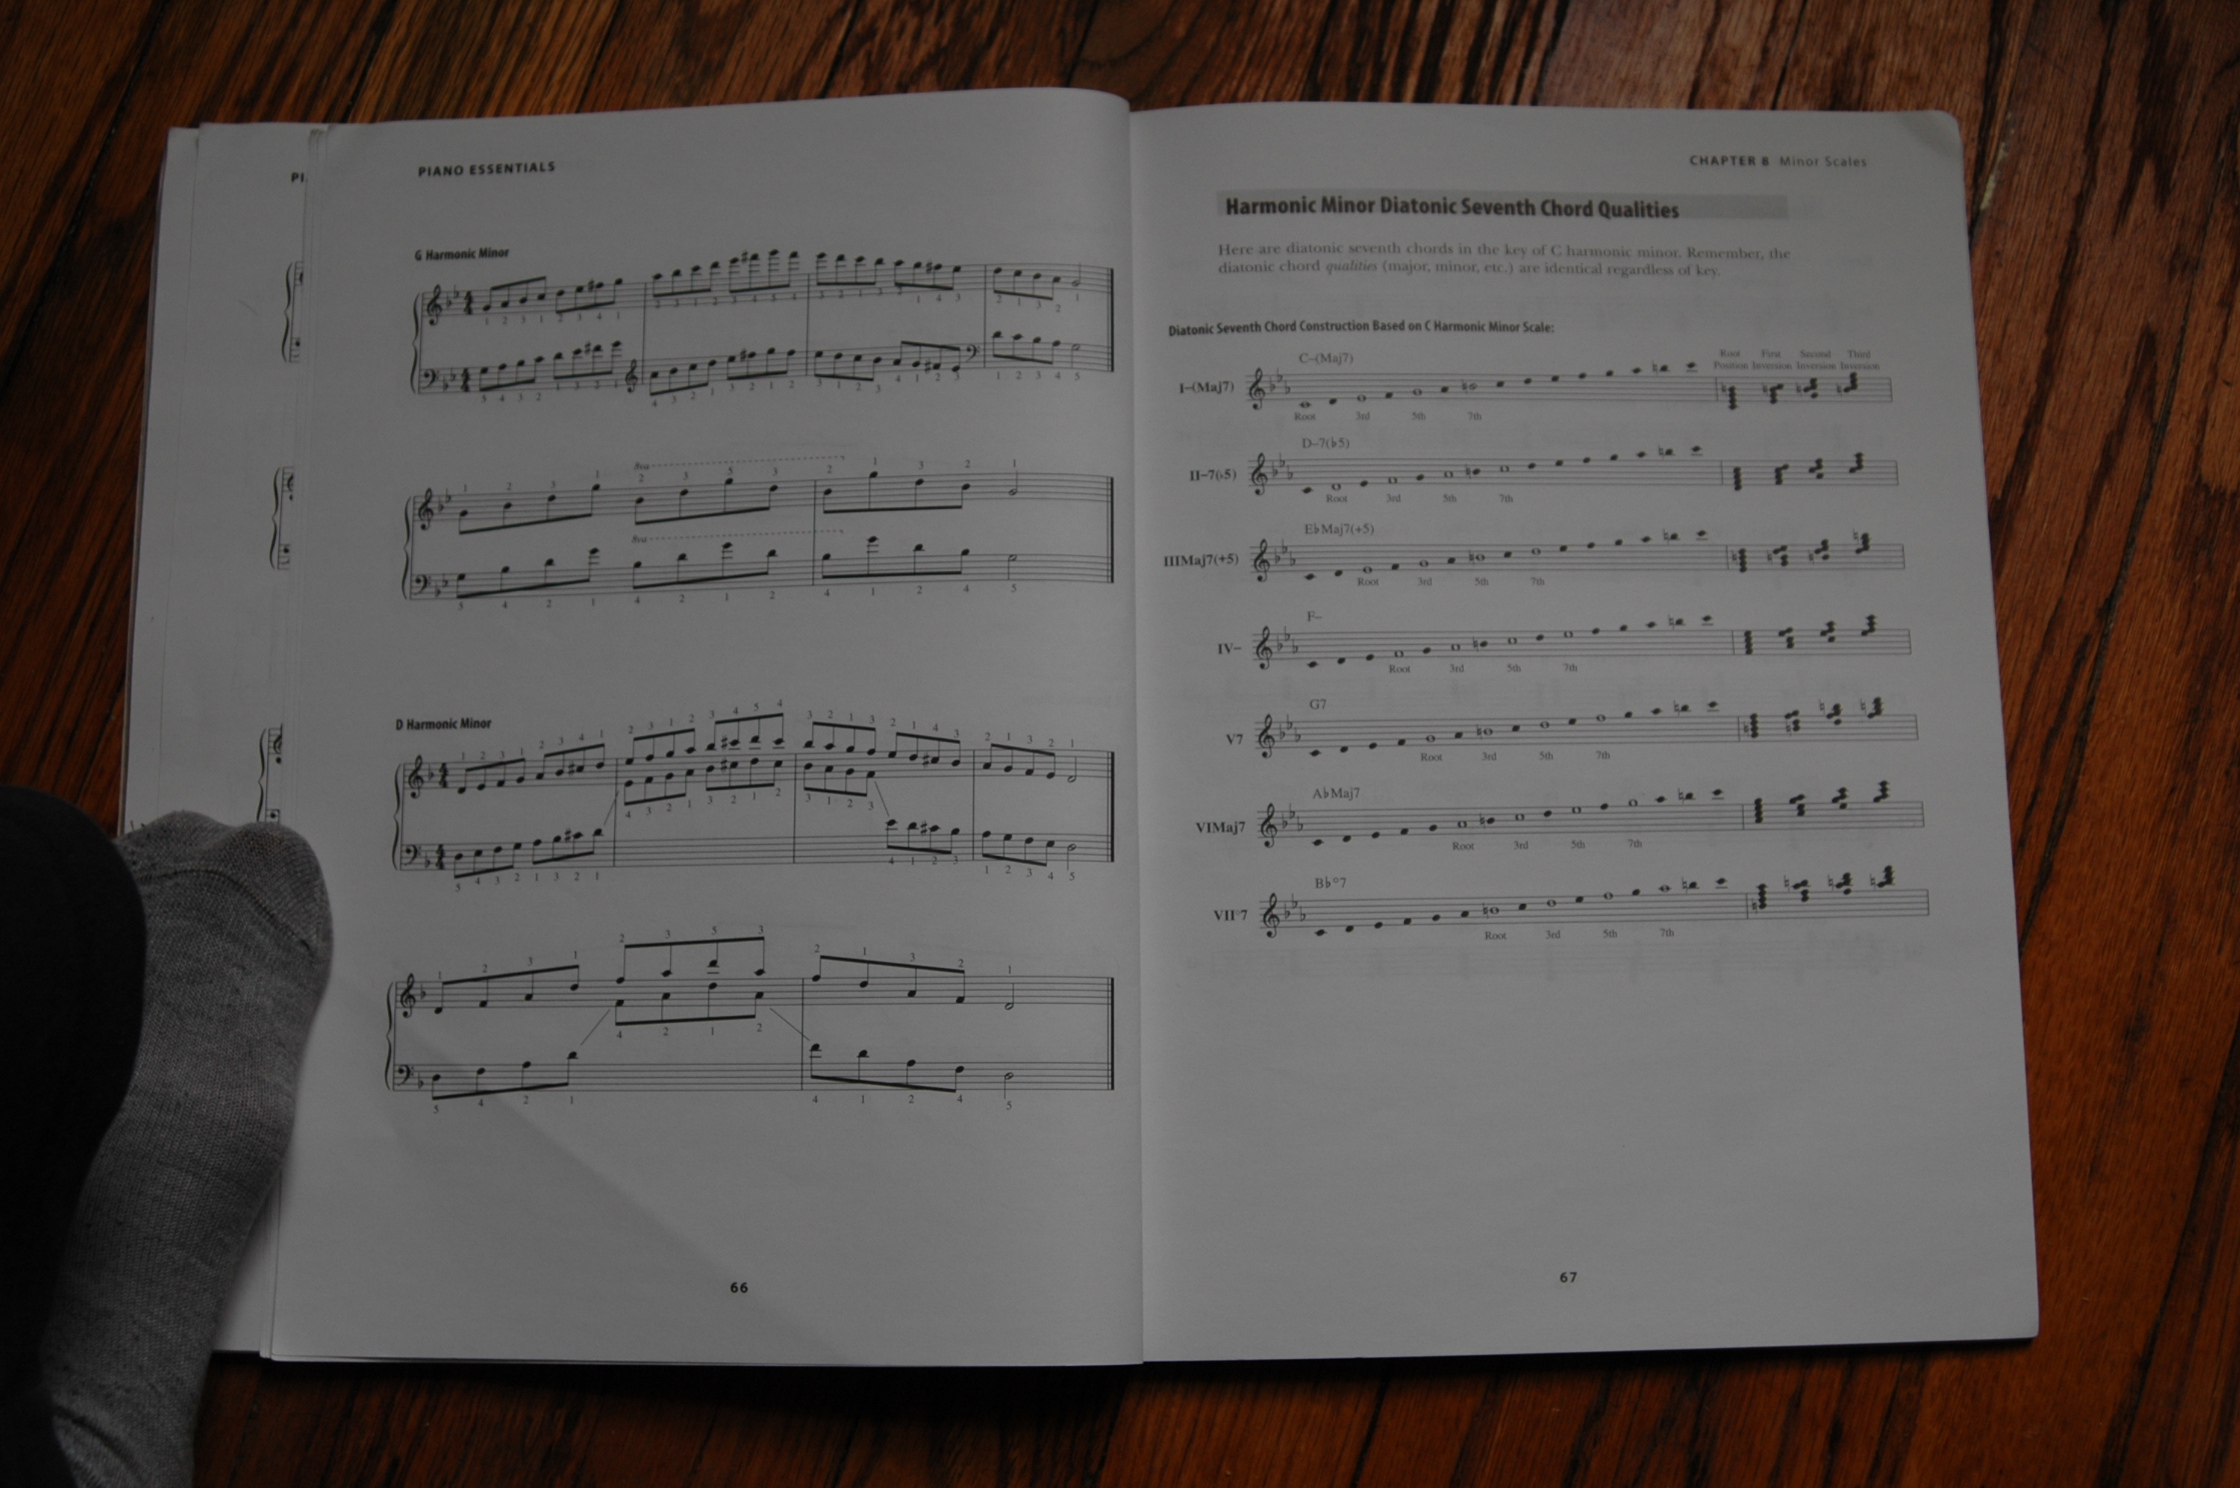 PIANO ESSENTIALS
G Harmonic Minor
8va
8va
D Harmonic Minor
66
CHAPTER 8 Minor Scales
Harmonic Minor Diatonic Seventh Chord Qualities
Here are diatonic seventh chords in the key of C harmonic minor. Remember, the
diatonic chord qualities (major, minor, etc.) are identical regardless of key.
Diatonic Seventh Chord Construction Based on C Harmonic Minor Scale:
Root First Second Third
Position Inversion Inversion Inversion
C–(Maj7)
I–(Maj7)
Root 3rd 5th 7th
D–7(♭5)
II–7(♭5)
Root 3rd 5th 7th
E♭Maj7(+5)
IIIMaj7(+5)
Root 3rd 5th 7th
F–
IV–
Root 3rd 5th 7th
G7
V7
Root 3rd 5th 7th
A♭Maj7
VIMaj7
Root 3rd 5th 7th
B♭°7
VII°7
Root 3rd 5th 7th
67